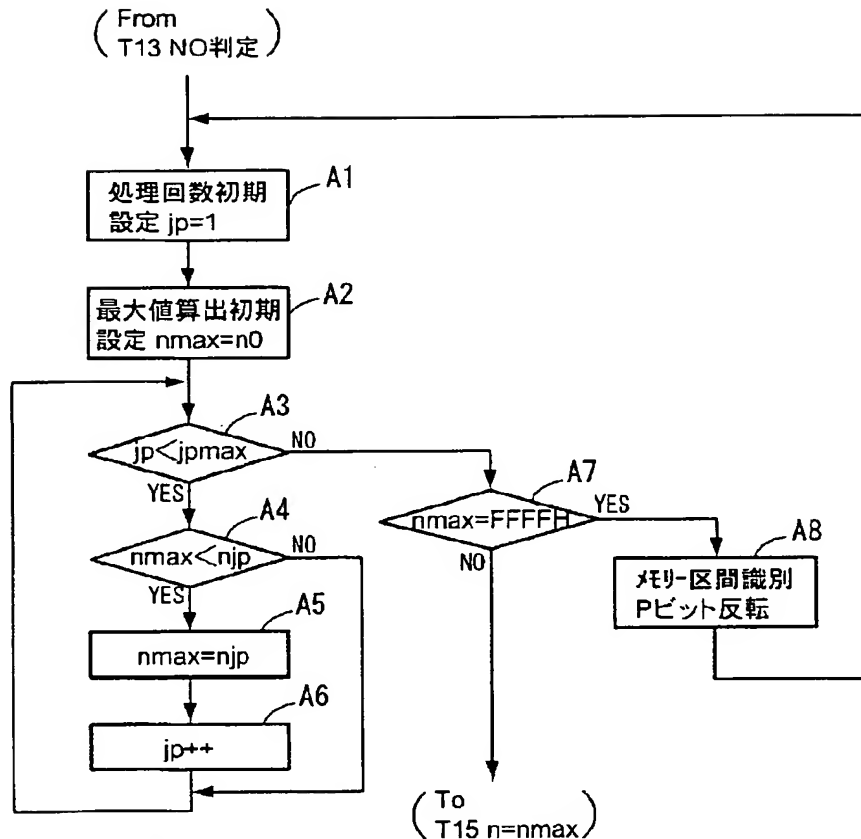 From
T13 NO判定
処理回数初期
設定 jp=1
A1
最大値算出初期
設定 nmax=n0
A2
A3
jp<jpmax
NO
YES
A4
nmax<njp
NO
YES
A5
nmax=njp
A6
jp++
A7
nmax=FFFFH
YES
NO
A8
メモリー区間識別
Pビット反転
To
T15 n=nmax